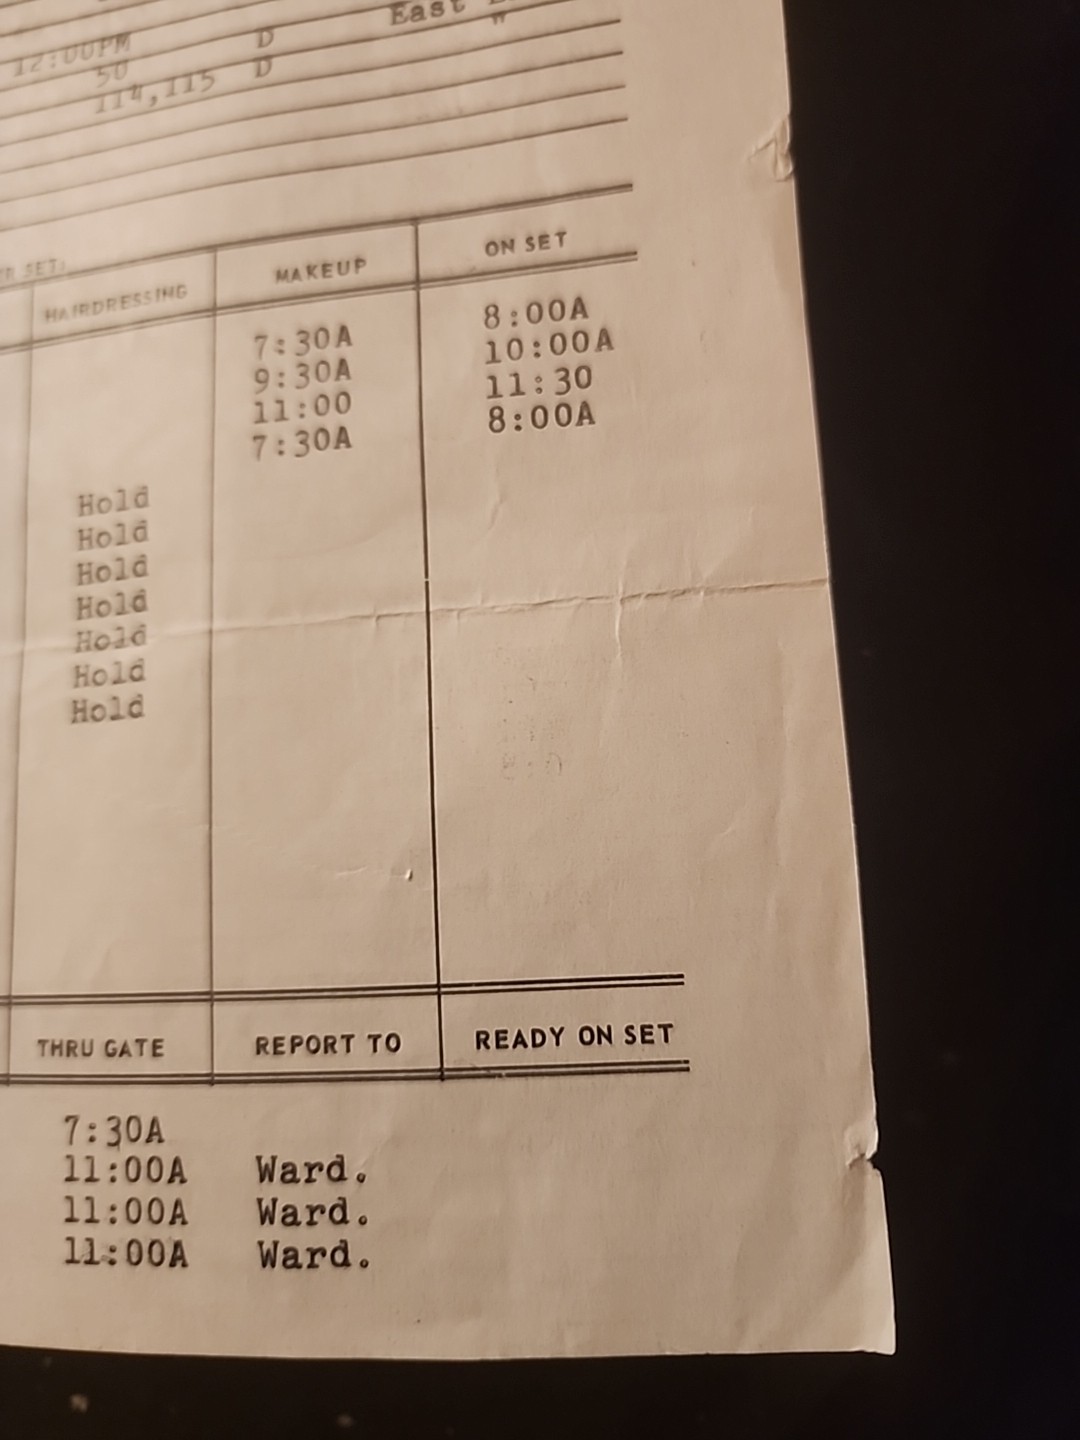 East
12:00PM D "
50 D
114,115
SET:
HAIRDRESSING MAKEUP ON SET
7:30A 8:00A
9:30A 10:00A
11:00 11:30
7:30A 8:00A
Hold
Hold
Hold
Hold
Hold
Hold
Hold
THRU GATE REPORT TO READY ON SET
7:30A
11:00A Ward.
11:00A Ward.
11:00A Ward.